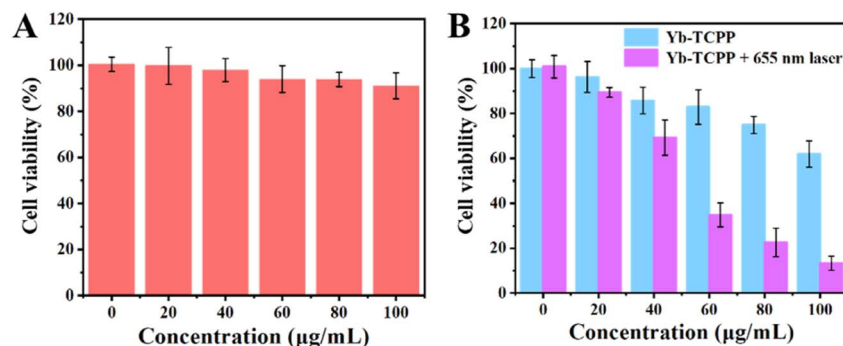 A
120
100
80
60
40
20
0
Cell viability (%)
0 20 40 60 80 100
Concentration (μg/mL)
B
120
100
80
60
40
20
0
Cell viability (%)
Yb-TCPP
Yb-TCPP + 655 nm laser
0 20 40 60 80 100
Concentration (μg/mL)